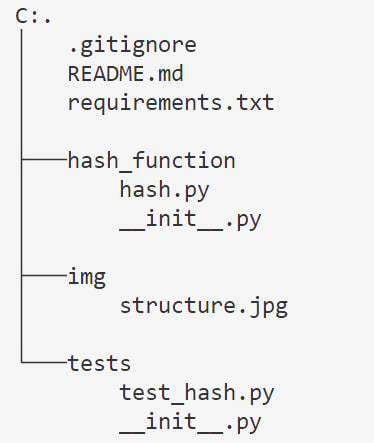 C:.
.gitignore
README.md
requirements.txt
hash_function
hash.py
__init__.py
img
structure.jpg
tests
test_hash.py
__init__.py